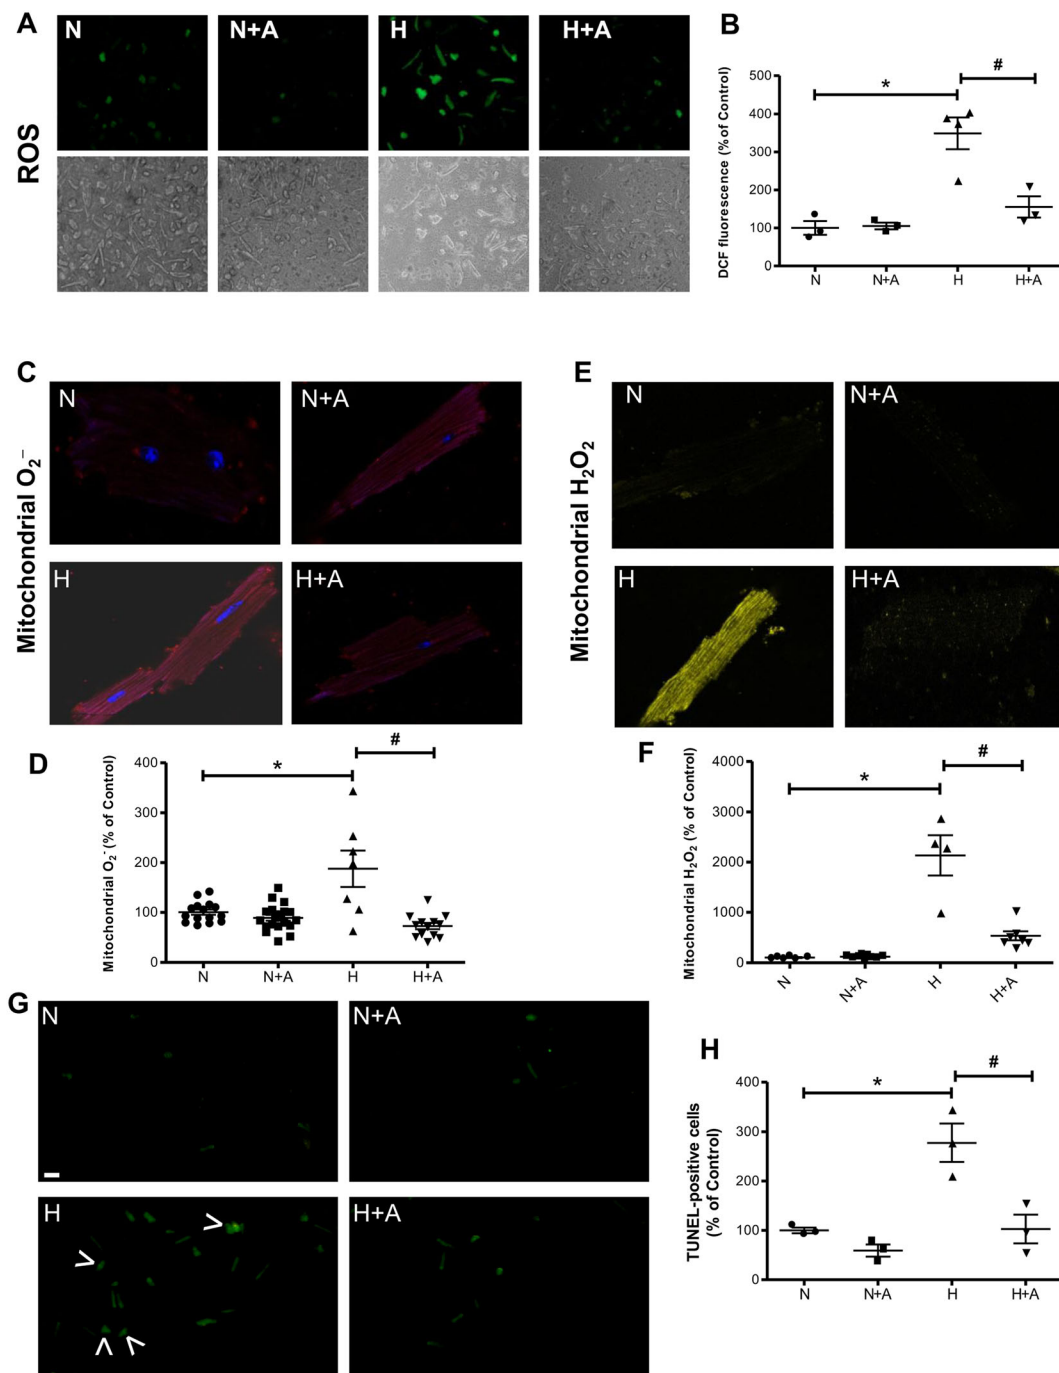 A
N
N+A
H
H+A
ROS
B
DCF fluorescence (% of Control)
500
400
300
200
100
0
*
#
N
N+A
H
H+A
C
N
N+A
H
H+A
Mitochondrial O₂⁻
E
N
N+A
H
H+A
Mitochondrial H₂O₂
D
Mitochondrial O₂⁻ (% of Control)
400
300
200
100
0
*
#
N
N+A
H
H+A
F
Mitochondrial H₂O₂ (% of Control)
4000
3000
2000
1000
0
*
#
N
N+A
H
H+A
G
N
N+A
H
H+A
H
TUNEL-positive cells
(% of Control)
400
300
200
100
0
*
#
N
N+A
H
H+A